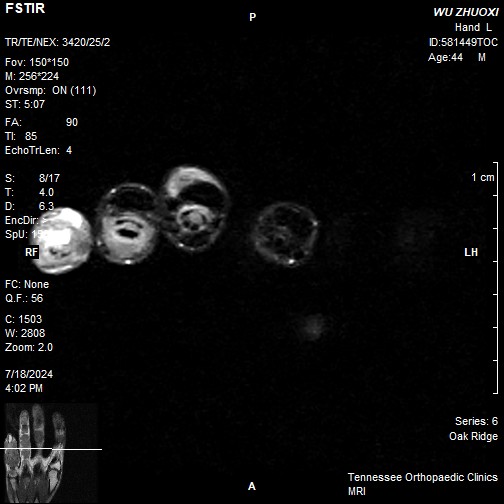 FSTIR
P
WU ZHUOXI
Hand L
TR/TE/NEX: 3420/25/2
ID:581449TOC
Age:44 M
Fov: 150*150
M: 256*224
Ovrsmp: ON (111)
ST: 5:07
FA: 90
TI: 85
EchoTrLen: 4
S: 8/17
1 cm
T: 4.0
D: 6.3
EncDir:
SpU:
RF
LH
FC: None
Q.F.: 56
C: 1503
W: 2808
Zoom: 2.0
7/18/2024
4:02 PM
Series: 6
Oak Ridge
A
Tennessee Orthopaedic Clinics
MRI